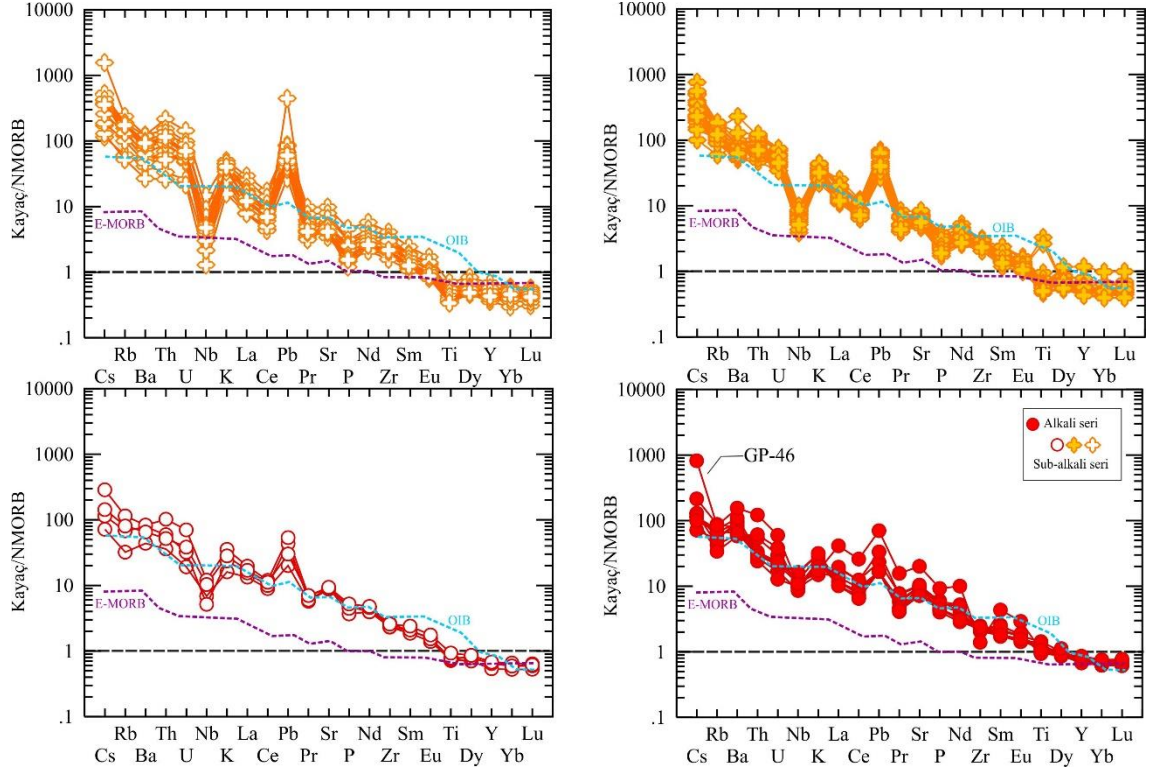 10000
1000
100
10
1
.1
Kayaç/NMORB
E-MORB
OIB
Rb Th Nb La Pb Sr Nd Sm Ti Y Lu
Cs Ba U K Ce Pr P Zr Eu Dy Yb
10000
1000
100
10
1
.1
Kayaç/NMORB
E-MORB
OIB
Rb Th Nb La Pb Sr Nd Sm Ti Y Lu
Cs Ba U K Ce Pr P Zr Eu Dy Yb
10000
1000
100
10
1
.1
Kayaç/NMORB
E-MORB
OIB
Rb Th Nb La Pb Sr Nd Sm Ti Y Lu
Cs Ba U K Ce Pr P Zr Eu Dy Yb
10000
1000
100
10
1
.1
Kayaç/NMORB
GP-46
Alkali seri
Sub-alkali seri
E-MORB
OIB
Rb Th Nb La Pb Sr Nd Sm Ti Y Lu
Cs Ba U K Ce Pr P Zr Eu Dy Yb